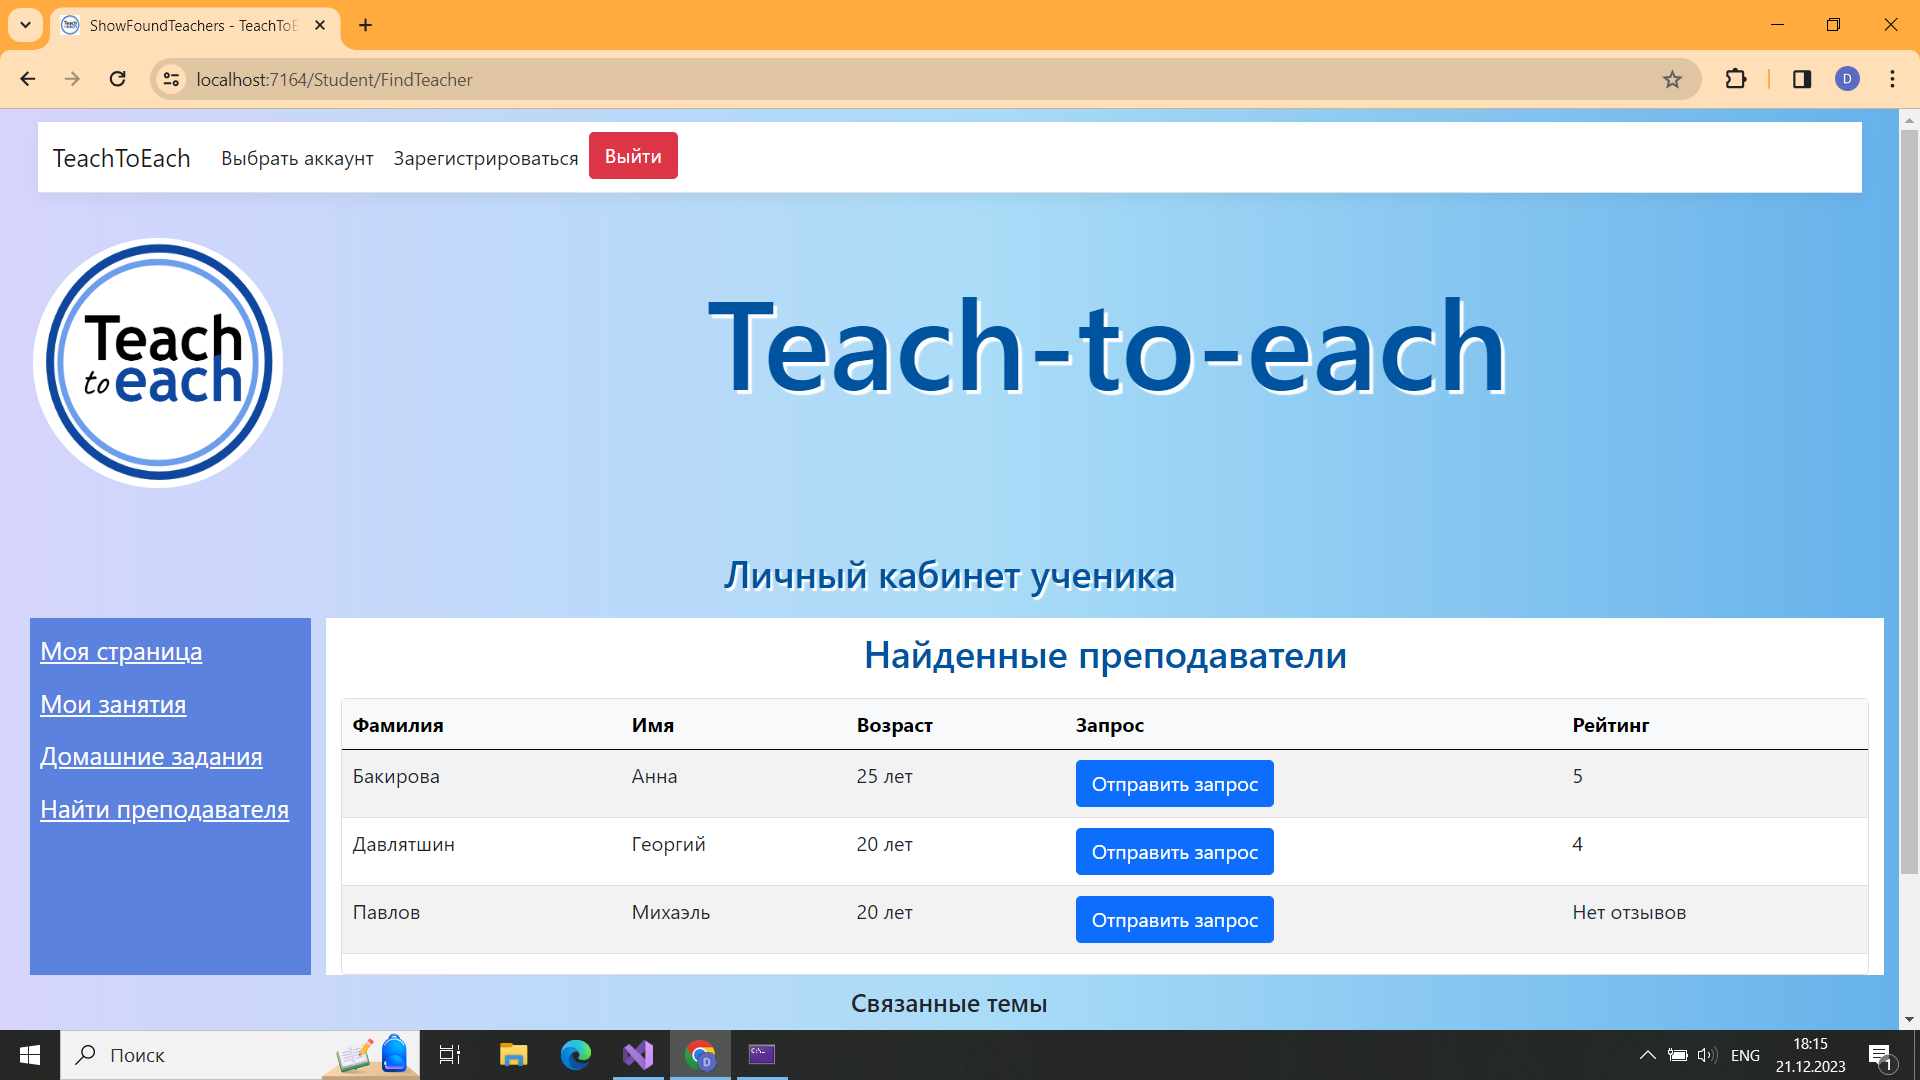 ShowFoundTeachers - TeachToE
localhost:7164/Student/FindTeacher
D
TeachToEach Выбрать аккаунт Зарегистрироваться Выйти
Teach
to each
Teach-to-each
Личный кабинет ученика
Моя страница
Мои занятия
Домашние задания
Найти преподавателя
Найденные преподаватели
Фамилия Имя Возраст Запрос Рейтинг
Бакирова Анна 25 лет Отправить запрос 5
Давлятшин Георгий 20 лет Отправить запрос 4
Павлов Михаэль 20 лет Отправить запрос Нет отзывов
Связанные темы
Поиск
D
ENG
18:15
21.12.2023
1